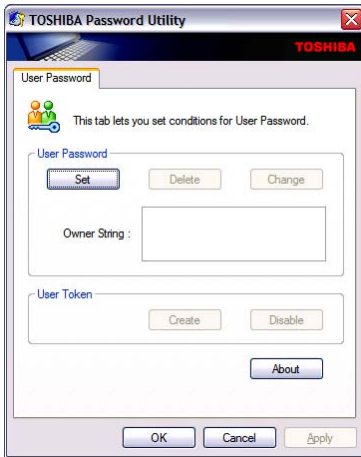 TOSHIBA Password Utility
TOSHIBA
User Password
This tab lets you set conditions for User Password.
User Password
Set Delete Change
Owner String :
User Token
Create Disable
About
OK Cancel Apply